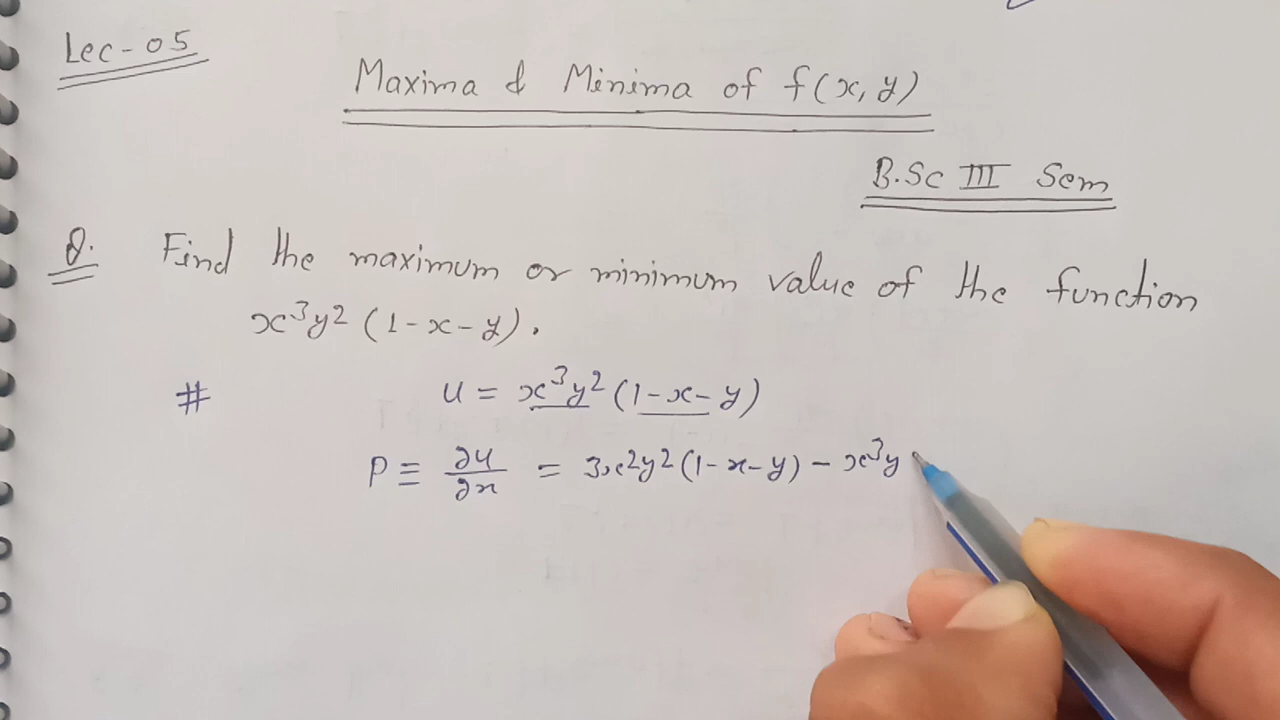 Lec-05
Maxima & Minima of f(x, y)
B.Sc III Sem
Q. Find the maximum or minimum value of the function
x³y² (1-x-y).
# u = x³y² (1-x-y)
P ≡ ∂u/∂x = 3x²y² (1-x-y) - x³y